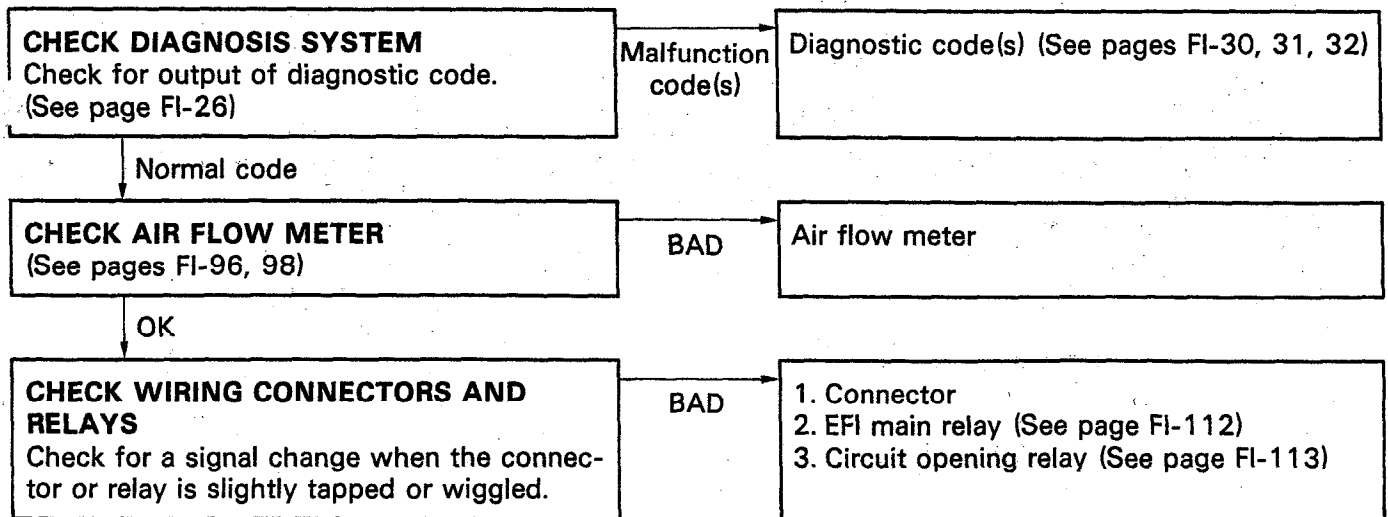 CHECK DIAGNOSIS SYSTEM
Check for output of diagnostic code.
(See page FI-26)
Malfunction
code(s)
Diagnostic code(s) (See pages FI-30, 31, 32)
Normal code
CHECK AIR FLOW METER
(See pages FI-96, 98)
BAD
Air flow meter
OK
CHECK WIRING CONNECTORS AND
RELAYS
Check for a signal change when the connec-
tor or relay is slightly tapped or wiggled.
BAD
1. Connector
2. EFI main relay (See page FI-112)
3. Circuit opening relay (See page FI-113)